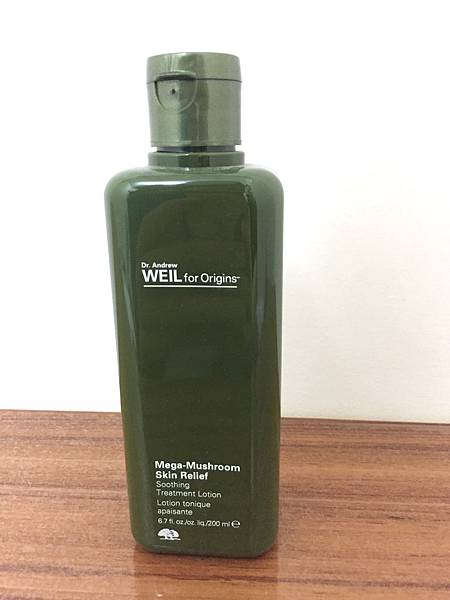 Dr. Andrew
WEIL for Origins™
Mega-Mushroom
Skin Relief
Soothing
Treatment Lotion
Lotion tonique
apaisante
6.7 fl. oz./oz. liq./200 ml ℮